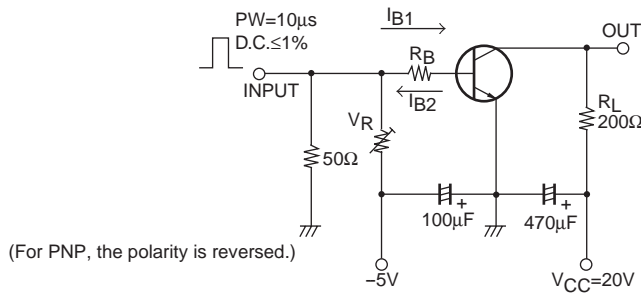 PW=10μs
D.C.≤1%
INPUT
IB1
RB
IB2
OUT
VR
RL
200Ω
50Ω
+
100μF
+
470μF
(For PNP, the polarity is reversed.)
--5V
VCC=20V